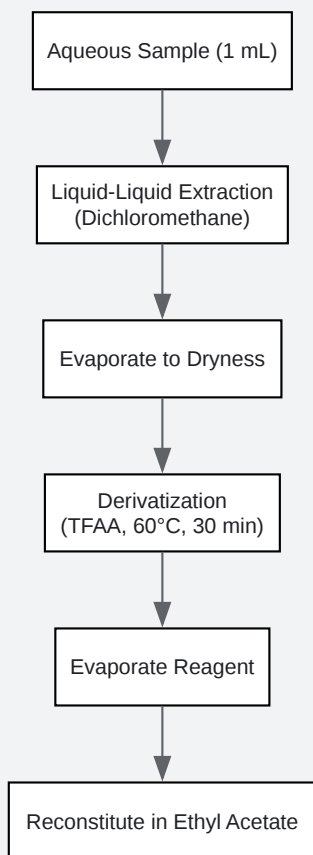 Aqueous Sample (1 mL)
Liquid-Liquid Extraction
(Dichloromethane)
Evaporate to Dryness
Derivatization
(TFAA, 60°C, 30 min)
Evaporate Reagent
Reconstitute in Ethyl Acetate